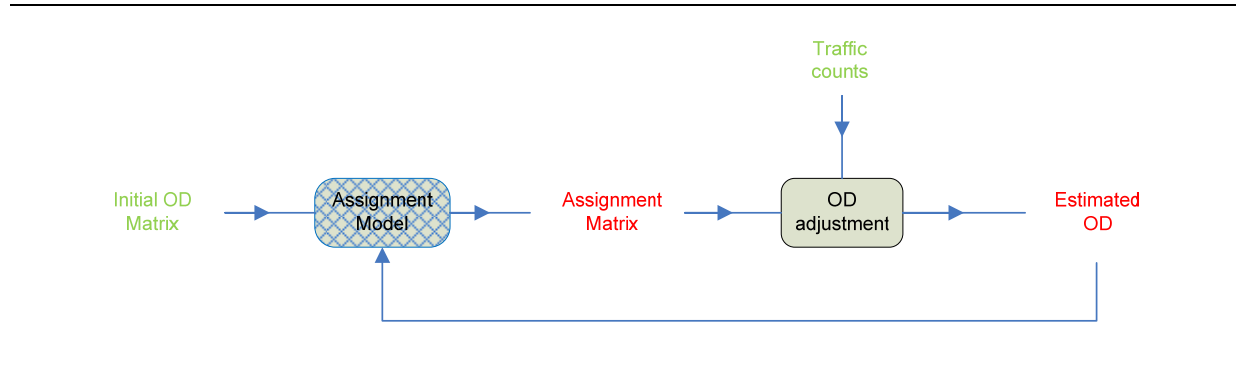 Traffic
counts
Initial OD
Matrix
Assignment
Model
Assignment
Matrix
OD
adjustment
Estimated
OD